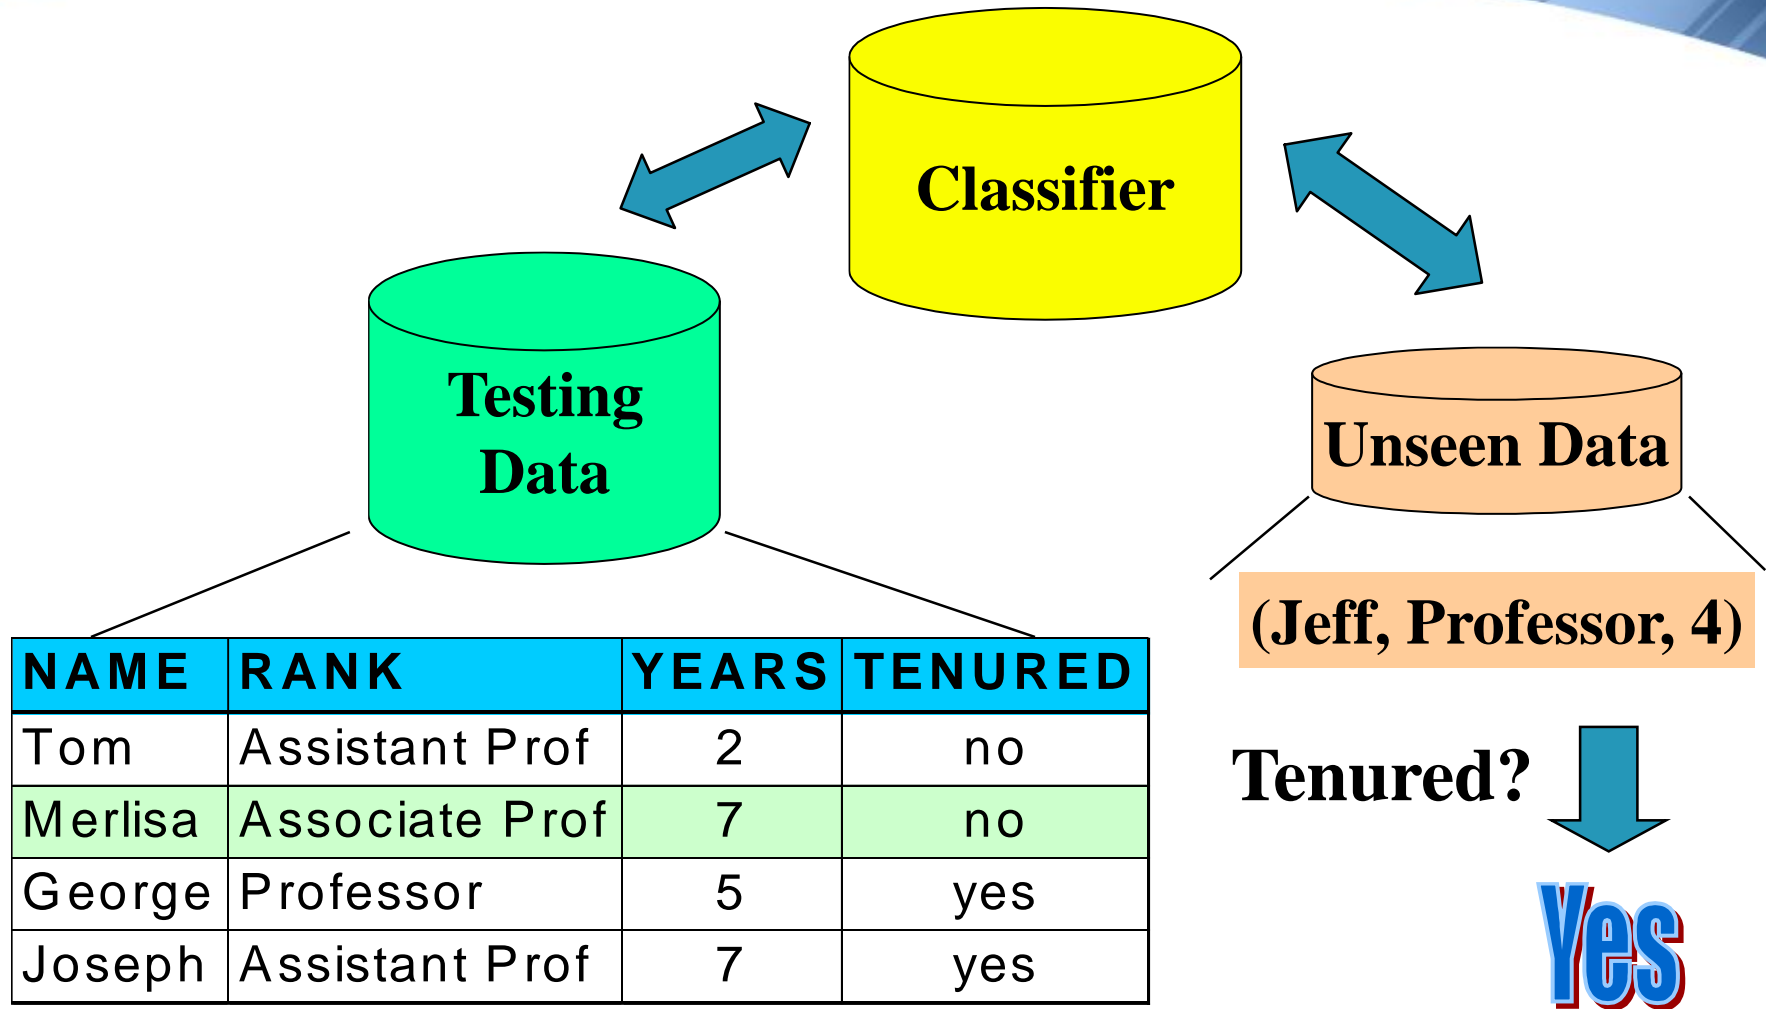 Classifier
Testing
Data
Unseen Data
(Jeff, Professor, 4)
NAME RANK YEARS TENURED
Tom Assistant Prof 2 no
Merlisa Associate Prof 7 no
George Professor 5 yes
Joseph Assistant Prof 7 yes
Tenured?
Yes